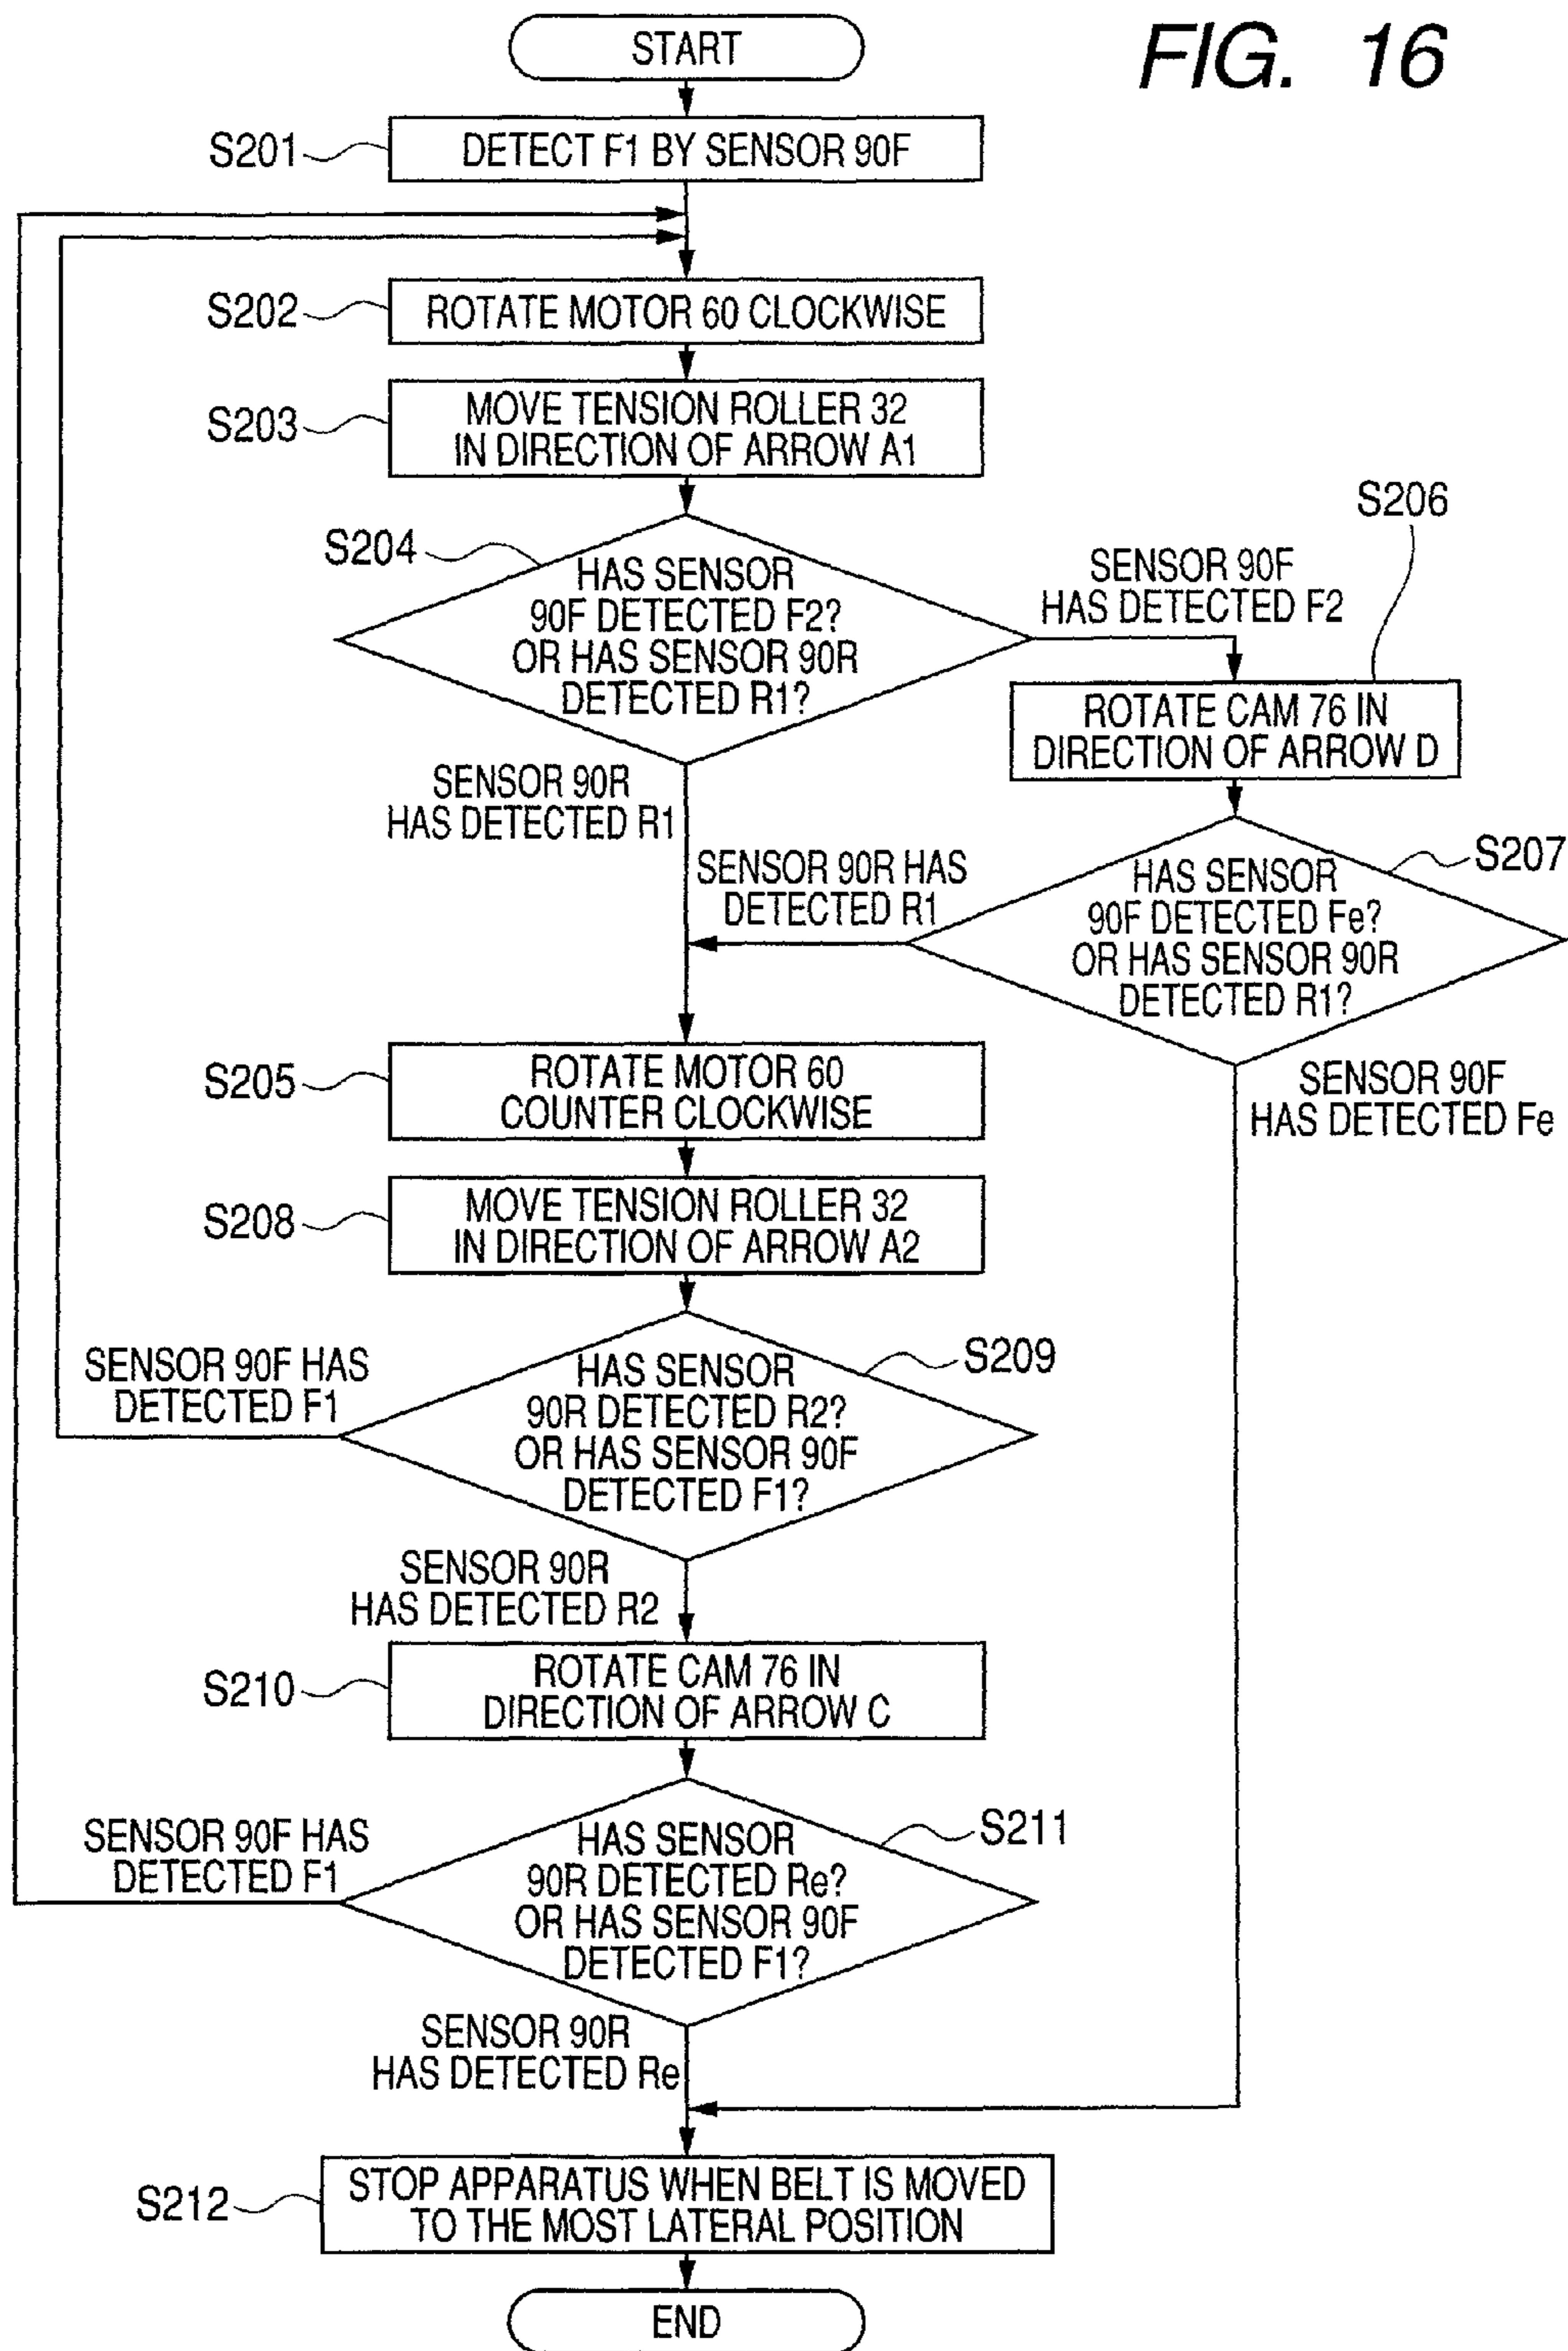 FIG. 16
START
S201
DETECT F1 BY SENSOR 90F
S202
ROTATE MOTOR 60 CLOCKWISE
S203
MOVE TENSION ROLLER 32
IN DIRECTION OF ARROW A1
S204
HAS SENSOR
90F DETECTED F2?
OR HAS SENSOR 90R
DETECTED R1?
SENSOR 90F
HAS DETECTED F2
S206
ROTATE CAM 76 IN
DIRECTION OF ARROW D
SENSOR 90R
HAS DETECTED R1
SENSOR 90R HAS
DETECTED R1
S207
HAS SENSOR
90F DETECTED Fe?
OR HAS SENSOR 90R
DETECTED R1?
SENSOR 90F
HAS DETECTED Fe
S205
ROTATE MOTOR 60
COUNTER CLOCKWISE
S208
MOVE TENSION ROLLER 32
IN DIRECTION OF ARROW A2
S209
HAS SENSOR
90R DETECTED R2?
OR HAS SENSOR 90F
DETECTED F1?
SENSOR 90F HAS
DETECTED F1
SENSOR 90R
HAS DETECTED R2
S210
ROTATE CAM 76 IN
DIRECTION OF ARROW C
S211
HAS SENSOR
90R DETECTED Re?
OR HAS SENSOR 90F
DETECTED F1?
SENSOR 90F HAS
DETECTED F1
SENSOR 90R
HAS DETECTED Re
S212
STOP APPARATUS WHEN BELT IS MOVED
TO THE MOST LATERAL POSITION
END